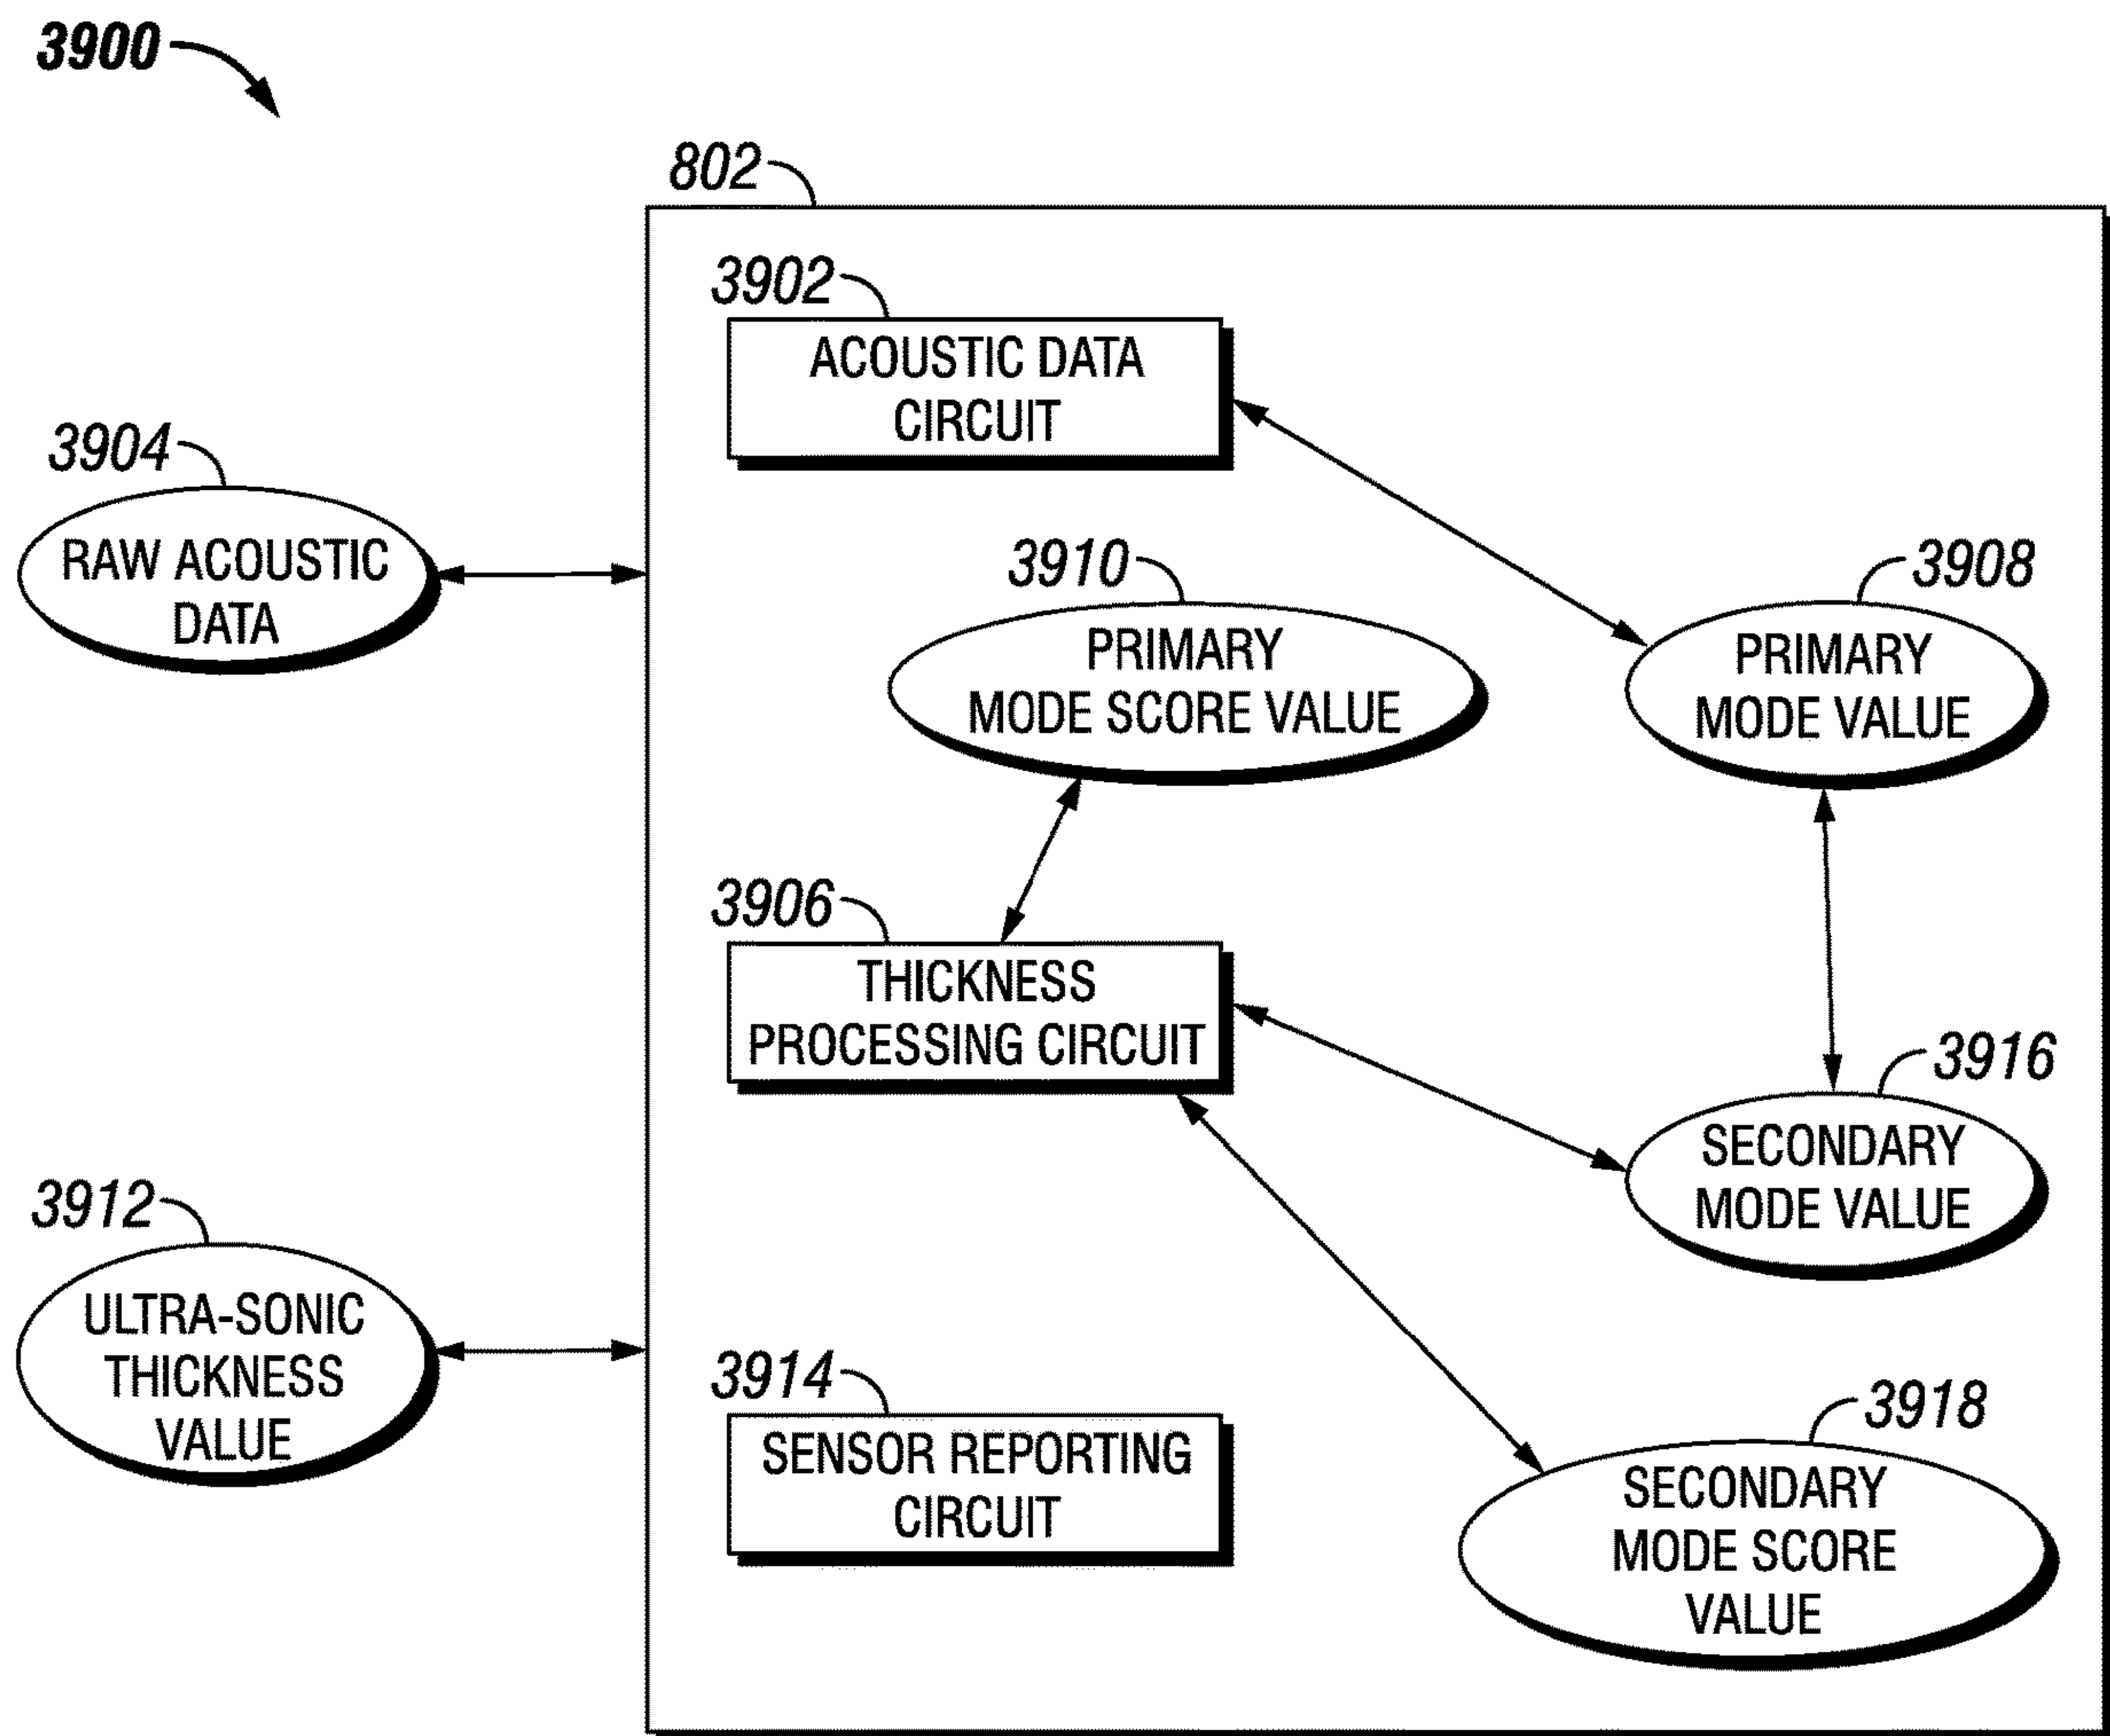 3900
802
3902
ACOUSTIC DATA
CIRCUIT
3904
RAW ACOUSTIC
DATA
3910
PRIMARY
MODE SCORE VALUE
3908
PRIMARY
MODE VALUE
3906
THICKNESS
PROCESSING CIRCUIT
3916
SECONDARY
MODE VALUE
3912
ULTRA-SONIC
THICKNESS
VALUE
3914
SENSOR REPORTING
CIRCUIT
3918
SECONDARY
MODE SCORE
VALUE